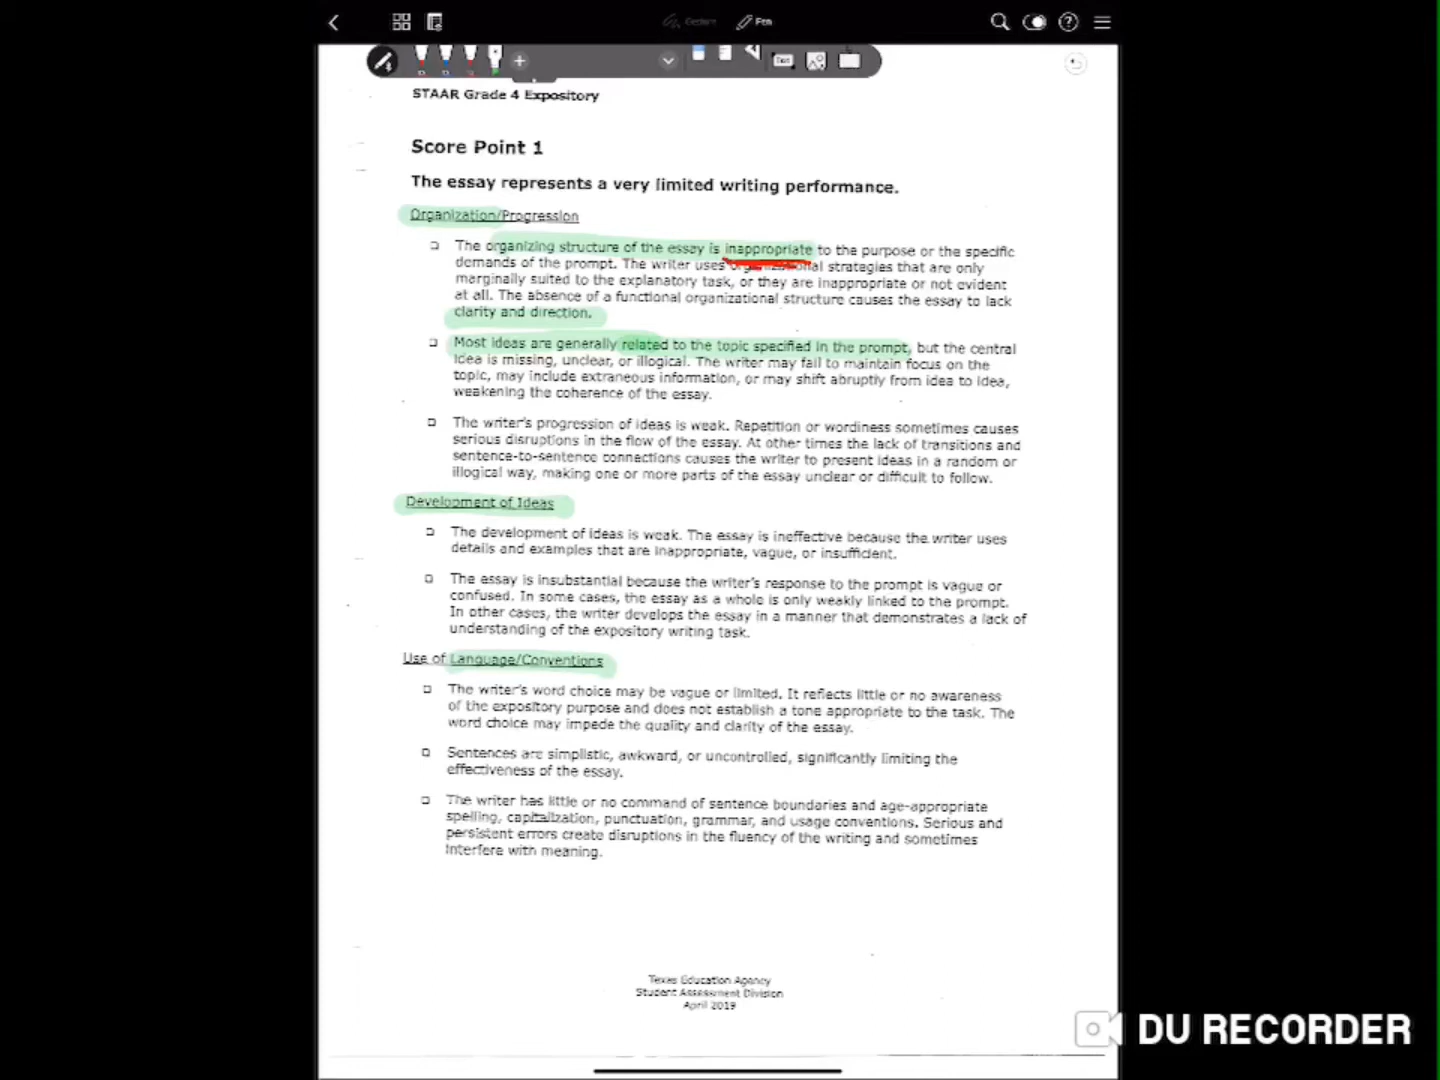 Gesture
Pen
Text
STAAR Grade 4 Expository
Score Point 1
The essay represents a very limited writing performance.
Organization/Progression
The organizing structure of the essay is inappropriate to the purpose or the specific
demands of the prompt. The writer uses organizational strategies that are only
marginally suited to the explanatory task, or they are inappropriate or not evident
at all. The absence of a functional organizational structure causes the essay to lack
clarity and direction.
Most ideas are generally related to the topic specified in the prompt, but the central
idea is missing, unclear, or illogical. The writer may fail to maintain focus on the
topic, may include extraneous information, or may shift abruptly from idea to idea,
weakening the coherence of the essay.
The writer's progression of ideas is weak. Repetition or wordiness sometimes causes
serious disruptions in the flow of the essay. At other times the lack of transitions and
sentence-to-sentence connections causes the writer to present ideas in a random or
illogical way, making one or more parts of the essay unclear or difficult to follow.
Development of Ideas
The development of ideas is weak. The essay is ineffective because the writer uses
details and examples that are inappropriate, vague, or insufficient.
The essay is insubstantial because the writer's response to the prompt is vague or
confused. In some cases, the essay as a whole is only weakly linked to the prompt.
In other cases, the writer develops the essay in a manner that demonstrates a lack of
understanding of the expository writing task.
Use of Language/Conventions
The writer's word choice may be vague or limited. It reflects little or no awareness
of the expository purpose and does not establish a tone appropriate to the task. The
word choice may impede the quality and clarity of the essay.
Sentences are simplistic, awkward, or uncontrolled, significantly limiting the
effectiveness of the essay.
The writer has little or no command of sentence boundaries and age-appropriate
spelling, capitalization, punctuation, grammar, and usage conventions. Serious and
persistent errors create disruptions in the fluency of the writing and sometimes
interfere with meaning.
Texas Education Agency
Student Assessment Division
April 2019
DU RECORDER